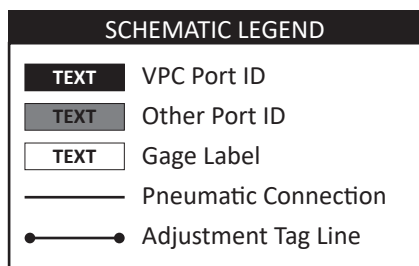 SCHEMATIC LEGEND
TEXT VPC Port ID
TEXT Other Port ID
TEXT Gage Label
Pneumatic Connection
Adjustment Tag Line